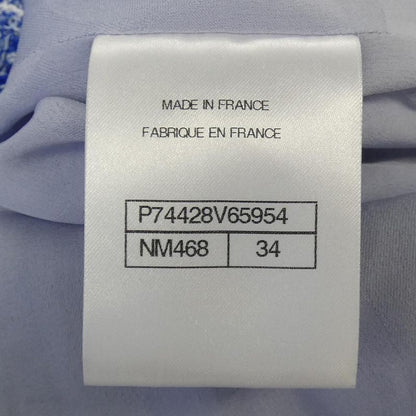 MADE IN FRANCE
FABRIQUE EN FRANCE
P74428V65954
NM468 34